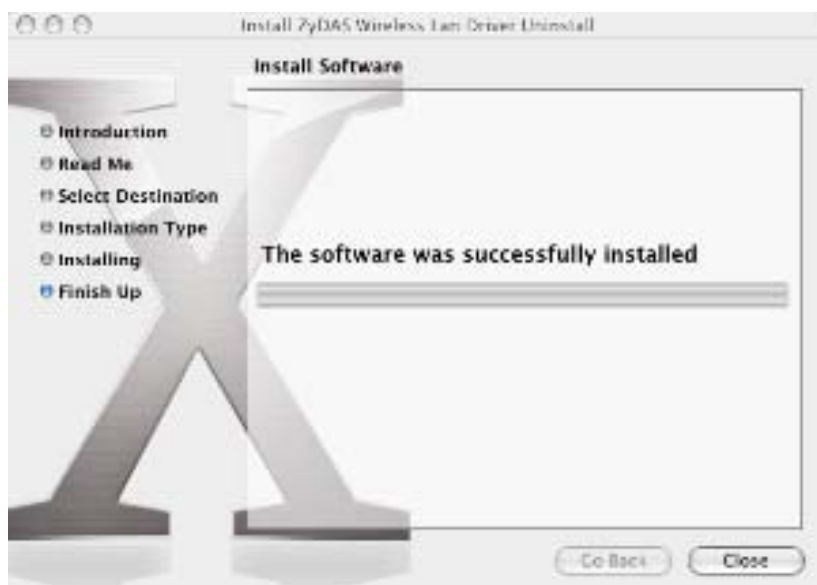 Install ZyDAS Wireless Lan Driver Uninstall
Install Software
Introduction
Read Me
Select Destination
Installation Type
Installing
Finish Up
The software was successfully installed
Go Back
Close